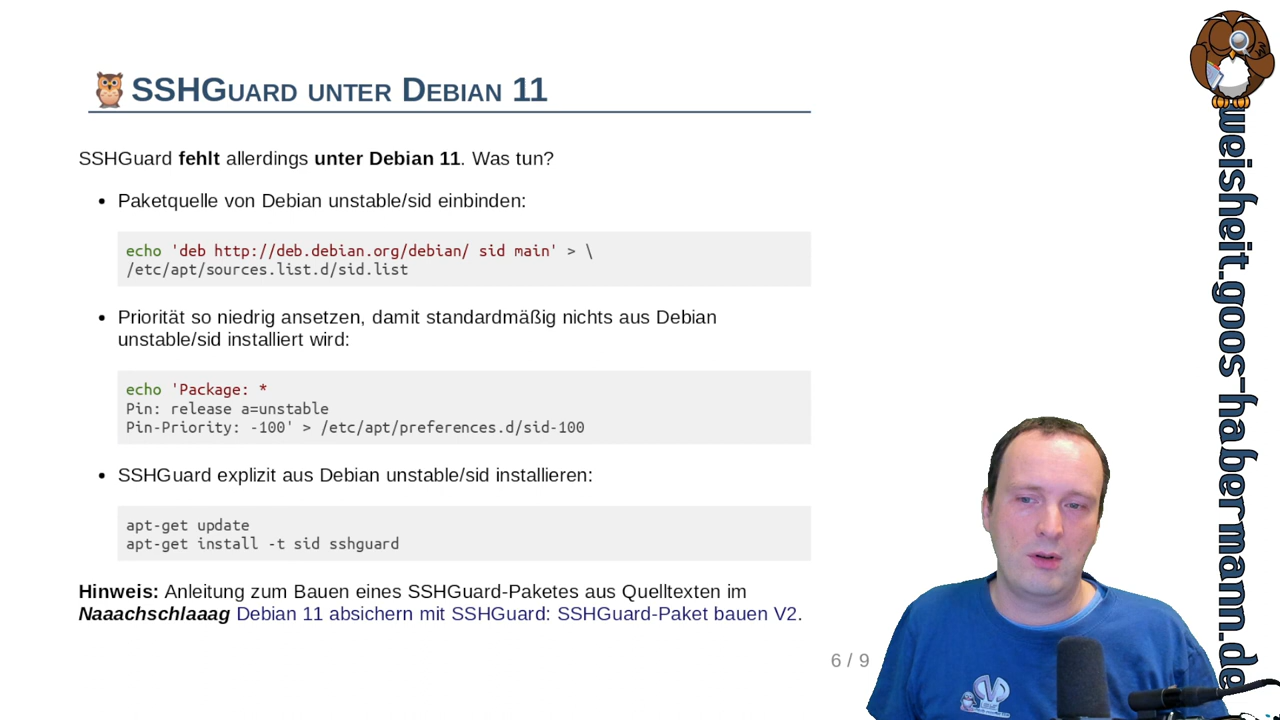 SSHGuard unter Debian 11
SSHGuard fehlt allerdings unter Debian 11. Was tun?
• Paketquelle von Debian unstable/sid einbinden:
echo 'deb http://deb.debian.org/debian/ sid main' > \
/etc/apt/sources.list.d/sid.list
• Priorität so niedrig ansetzen, damit standardmäßig nichts aus Debian
unstable/sid installiert wird:
echo 'Package: *
Pin: release a=unstable
Pin-Priority: -100' > /etc/apt/preferences.d/sid-100
• SSHGuard explizit aus Debian unstable/sid installieren:
apt-get update
apt-get install -t sid sshguard
Hinweis: Anleitung zum Bauen eines SSHGuard-Paketes aus Quelltexten im
Naaachschlaaag Debian 11 absichern mit SSHGuard: SSHGuard-Paket bauen V2.
6 / 9
weisheit.goos-habermann.de